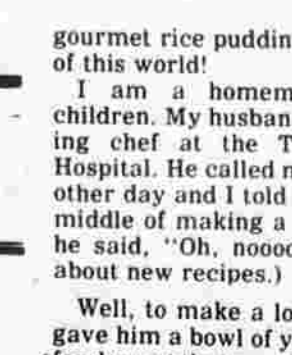 gourmet rice puddin
of this world!
I am a homem
children. My husban
ing chef at the T
Hospital. He called
other day and I told
middle of making a
he said, "Oh, noooo
about new recipes.)
Well, to make a lo
gave him a bowl of y